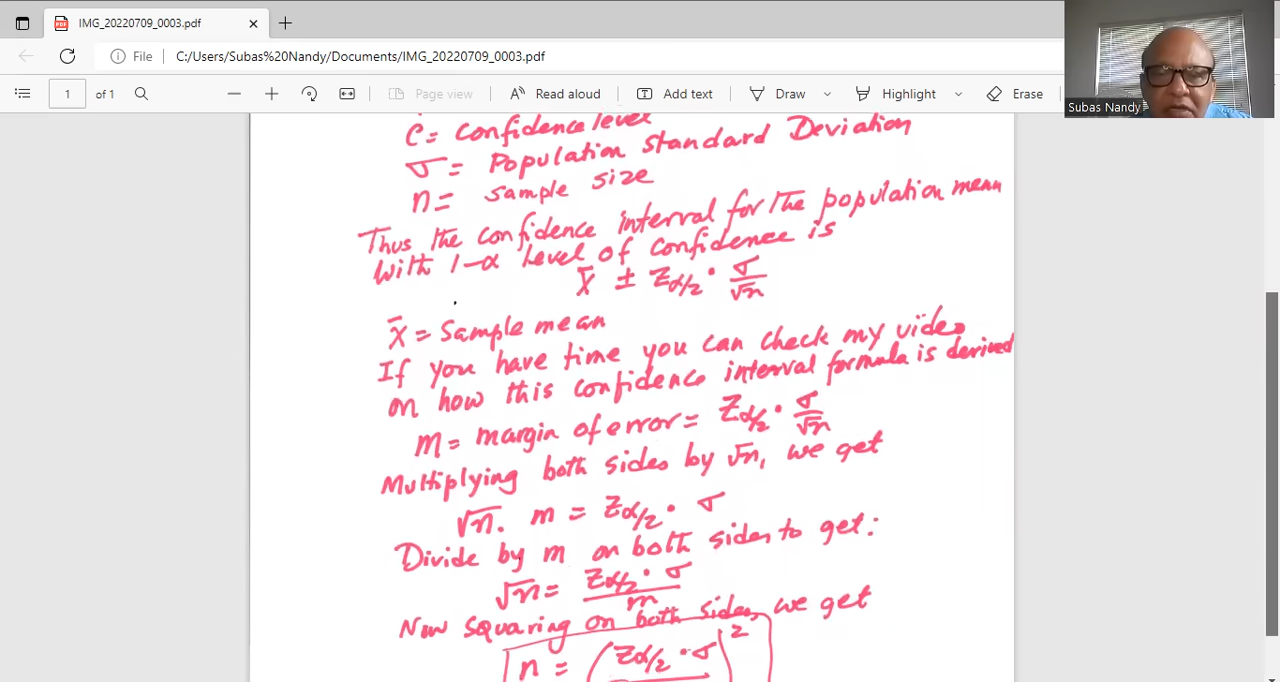 IMG_20220709_0003.pdf
File C:/Users/Subas%20Nandy/Documents/IMG_20220709_0003.pdf
1 of 1 Page view Read aloud Add text Draw Highlight Erase
Subas Nandy
C = Confidence level
σ = Population Standard Deviation
n = sample size
Thus the confidence interval for the population mean
with 1-α level of confidence is
x̄ ± Zα/2 · σ/√n
x̄ = Sample mean
If you have time you can check my video
on how this confidence interval formula is derived
m = margin of error = Zα/2 · σ/√n
Multiplying both sides by √n, we get
√n. m = Zα/2 · σ
Divide by m on both sides to get:
√n = Zα/2 · σ/m
Now squaring on both sides, we get
n = (Zα/2 · σ)2